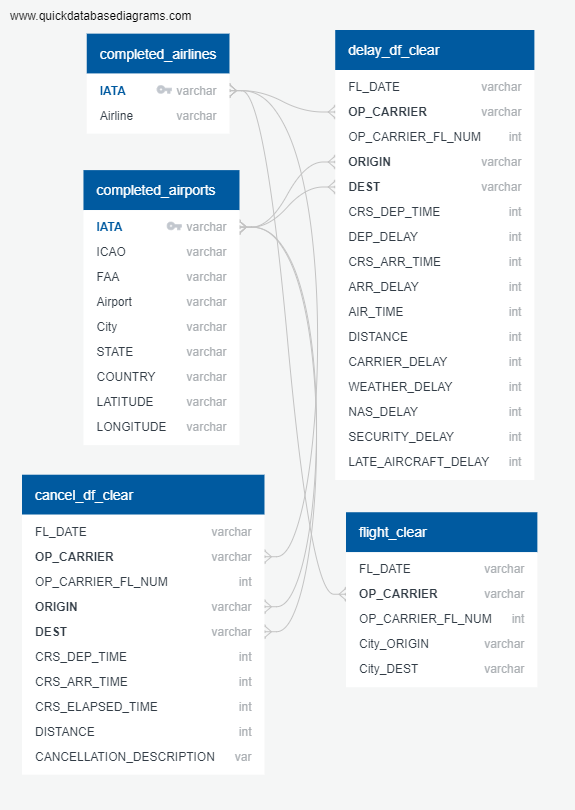 www.quickdatabasediagrams.com
completed_airlines
IATA varchar
Airline varchar
completed_airports
IATA varchar
ICAO varchar
FAA varchar
Airport varchar
City varchar
STATE varchar
COUNTRY varchar
LATITUDE varchar
LONGITUDE varchar
delay_df_clear
FL_DATE varchar
OP_CARRIER varchar
OP_CARRIER_FL_NUM int
ORIGIN varchar
DEST varchar
CRS_DEP_TIME int
DEP_DELAY int
CRS_ARR_TIME int
ARR_DELAY int
AIR_TIME int
DISTANCE int
CARRIER_DELAY int
WEATHER_DELAY int
NAS_DELAY int
SECURITY_DELAY int
LATE_AIRCRAFT_DELAY int
cancel_df_clear
FL_DATE varchar
OP_CARRIER varchar
OP_CARRIER_FL_NUM int
ORIGIN varchar
DEST varchar
CRS_DEP_TIME int
CRS_ARR_TIME int
CRS_ELAPSED_TIME int
DISTANCE int
CANCELLATION_DESCRIPTION var
flight_clear
FL_DATE varchar
OP_CARRIER varchar
OP_CARRIER_FL_NUM int
City_ORIGIN varchar
City_DEST varchar